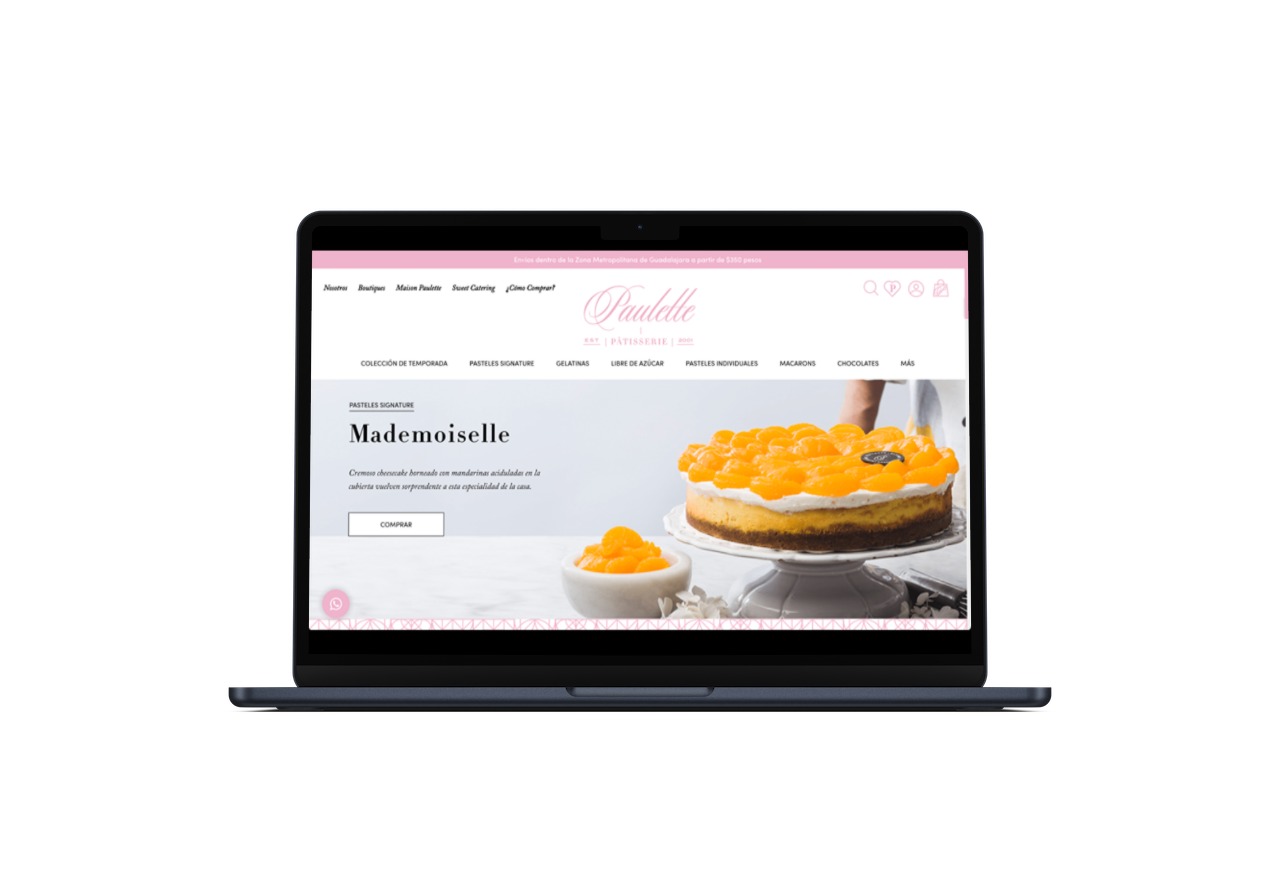 Envíos dentro de la Zona Metropolitana de Guadalajara a partir de $350 pesos
Nosotros Boutiques Maison Paulette Sweet Catering ¿Cómo Comprar?
Paulette
EST | PÂTISSERIE |
COLECCIÓN DE TEMPORADA PASTELES SIGNATURE GELATINAS LIBRE DE AZÚCAR PASTELES INDIVIDUALES MACARONS CHOCOLATES MÁS
PASTELES SIGNATURE
Mademoiselle
Cremoso cheesecake horneado con mandarinas aciduladas en la
cubierta vuelven sorprendente a esta especialidad de la casa.
COMPRAR